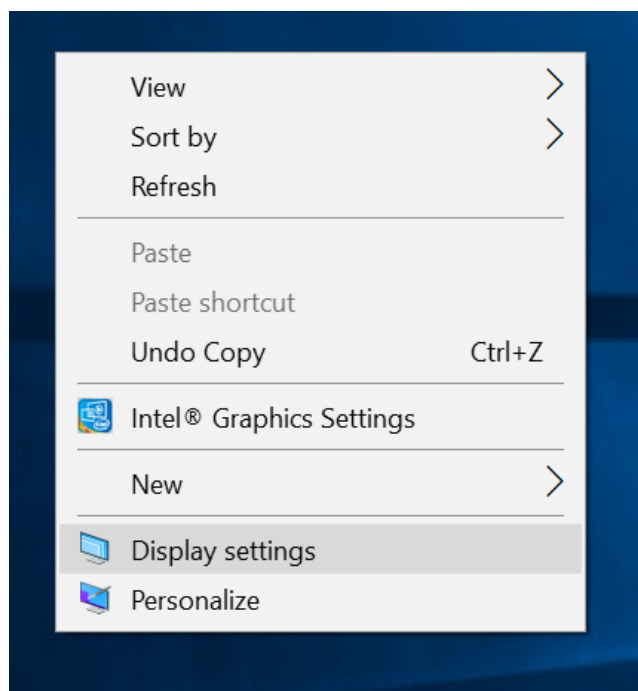 View
Sort by
Refresh
Paste
Paste shortcut
Undo Copy Ctrl+Z
Intel® Graphics Settings
New
Display settings
Personalize